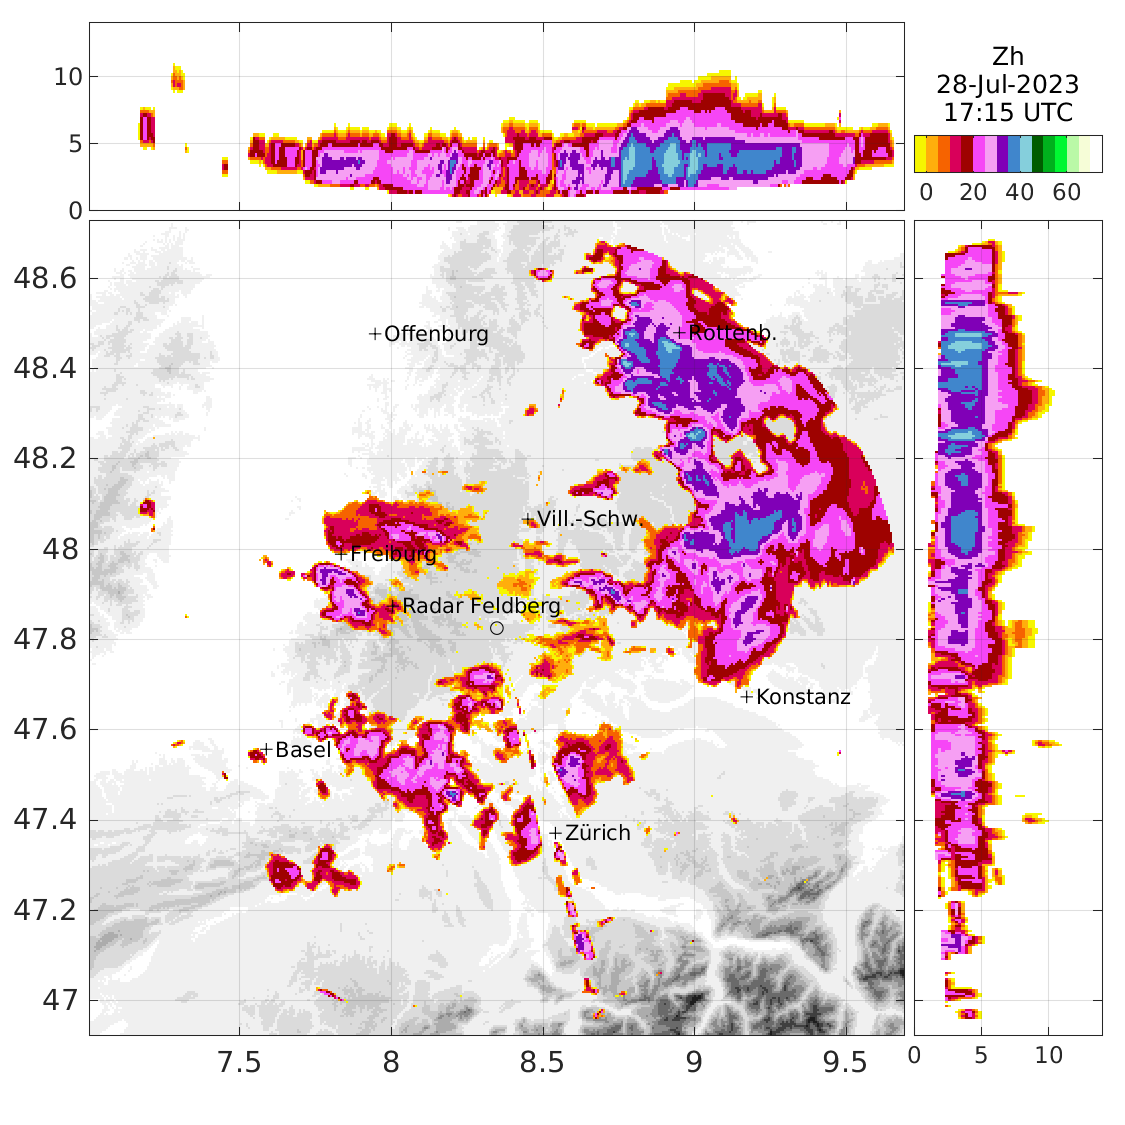 10
5
0
Zh
28-Jul-2023
17:15 UTC
0 20 40 60
48.6
48.4
48.2
48
47.8
47.6
47.4
47.2
47
+Offenburg
+Rottenb.
+Vill.-Schw.
+Freiburg
+Radar Feldberg
+Konstanz
+Basel
+Zürich
7.5 8 8.5 9 9.5
0 5 10